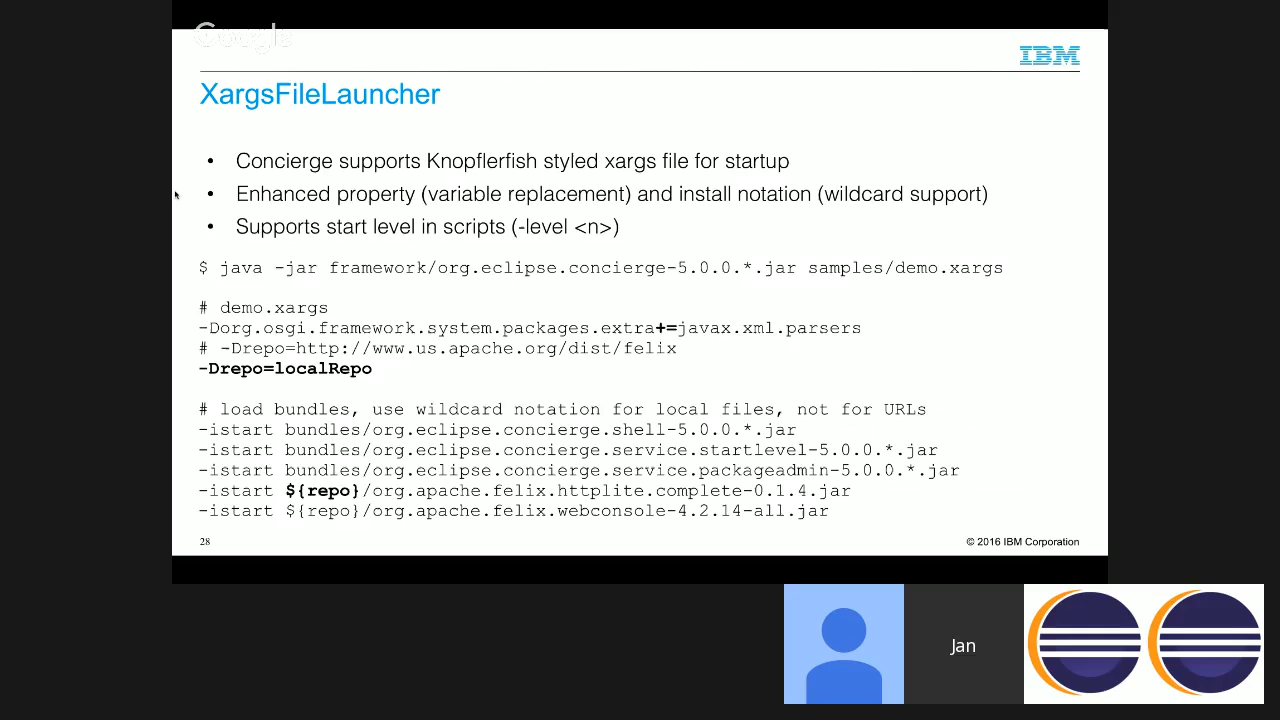 Google
IBM
XargsFileLauncher
• Concierge supports Knopflerfish styled xargs file for startup
• Enhanced property (variable replacement) and install notation (wildcard support)
• Supports start level in scripts (-level <n>)
$ java -jar framework/org.eclipse.concierge-5.0.0.*.jar samples/demo.xargs
# demo.xargs
-Dorg.osgi.framework.system.packages.extra+=javax.xml.parsers
# -Drepo=http://www.us.apache.org/dist/felix
-Drepo=localRepo
# load bundles, use wildcard notation for local files, not for URLs
-istart bundles/org.eclipse.concierge.shell-5.0.0.*.jar
-istart bundles/org.eclipse.concierge.service.startlevel-5.0.0.*.jar
-istart bundles/org.eclipse.concierge.service.packageadmin-5.0.0.*.jar
-istart ${repo}/org.apache.felix.httplite.complete-0.1.4.jar
-istart ${repo}/org.apache.felix.webconsole-4.2.14-all.jar
28
© 2016 IBM Corporation
Jan